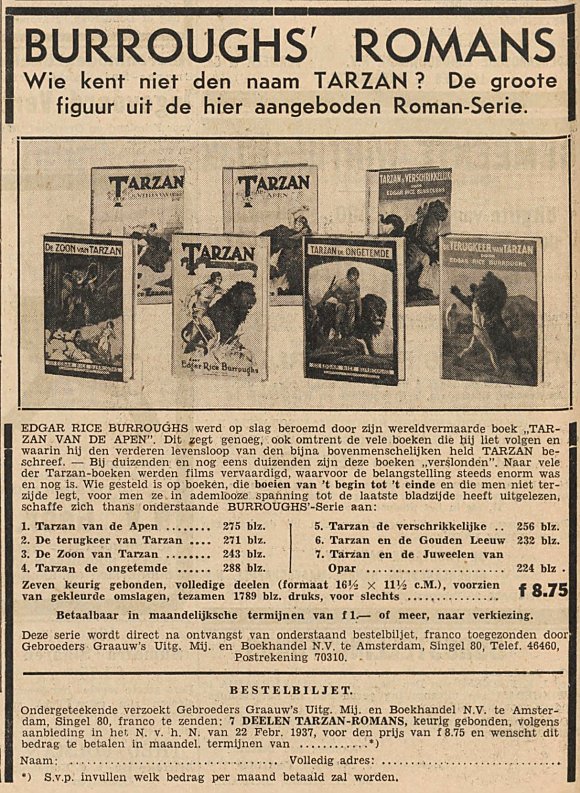 BURROUGHS' ROMANS
Wie kent niet den naam TARZAN? De groote
figuur uit de hier aangeboden Roman-Serie.
TARZAN
TARZAN
APEN
TARZAN DE VERSCHRIKKELIJKE
DOOR
EDGAR RICE BURROUGHS
DE ZOON VAN TARZAN
EDGAR RICE BURROUGHS
TARZAN
door
Edgar Rice Burroughs
TARZAN DE ONGETEMDE
EDGAR RICE BURROUGHS
DE TERUGKEER VAN TARZAN
DOOR
EDGAR RICE BURROUGHS
EDGAR RICE BURROUGHS werd op slag beroemd door zijn wereldvermaarde boek „TAR-
ZAN VAN DE APEN”. Dit zegt genoeg, ook omtrent de vele boeken die hij liet volgen en
waarin hij den verderen levensloop van den bijna bovenmenschelijken held TARZAN be-
schreef. — Bij duizenden en nog eens duizenden zijn deze boeken „verslonden”. Naar vele
der Tarzan-boeken werden films vervaardigd, waarvoor de belangstelling steeds enorm was
en nog is. Wie gesteld is op boeken, die boeien van 't begin tot 't einde en die men niet ter-
zijde legt, voor men ze in ademlooze spanning tot de laatste bladzijde heeft uitgelezen,
schaffe zich thans onderstaande BURROUGHS'-Serie aan:
1. Tarzan van de Apen ........ 275 blz.
2. De terugkeer van Tarzan .... 271 blz.
3. De Zoon van Tarzan ........ 243 blz.
4. Tarzan de ongetemde ...... 288 blz.
5. Tarzan de verschrikkelijke .. 256 blz.
6. Tarzan en de Gouden Leeuw 232 blz.
7. Tarzan en de Juweelen van
Opar .................... 224 blz.
Zeven keurig gebonden, volledige deelen (formaat 16½ × 11½ c.M.), voorzien
van gekleurde omslagen, tezamen 1789 blz. druks, voor slechts ............... f 8.75
Betaalbaar in maandelijksche termijnen van f 1.— of meer, naar verkiezing.
Deze serie wordt direct na ontvangst van onderstaand bestelbiljet, franco toegezonden door
Gebroeders Graauw's Uitg. Mij. en Boekhandel N.V. te Amsterdam, Singel 80, Telef. 46460,
Postrekening 70310.
BESTELBILJET.
Ondergeteekende verzoekt Gebroeders Graauw's Uitg. Mij. en Boekhandel N.V. te Amster-
dam, Singel 80, franco te zenden: 7 DEELEN TARZAN-ROMANS, keurig gebonden, volgens
aanbieding in het N. v. h. N. van 22 Febr. 1937, voor den prijs van f 8.75 en wenscht dit
bedrag te betalen in maandel. termijnen van ............*)
Naam: .............................. Volledig adres: ..............................
*) S.v.p. invullen welk bedrag per maand betaald zal worden.